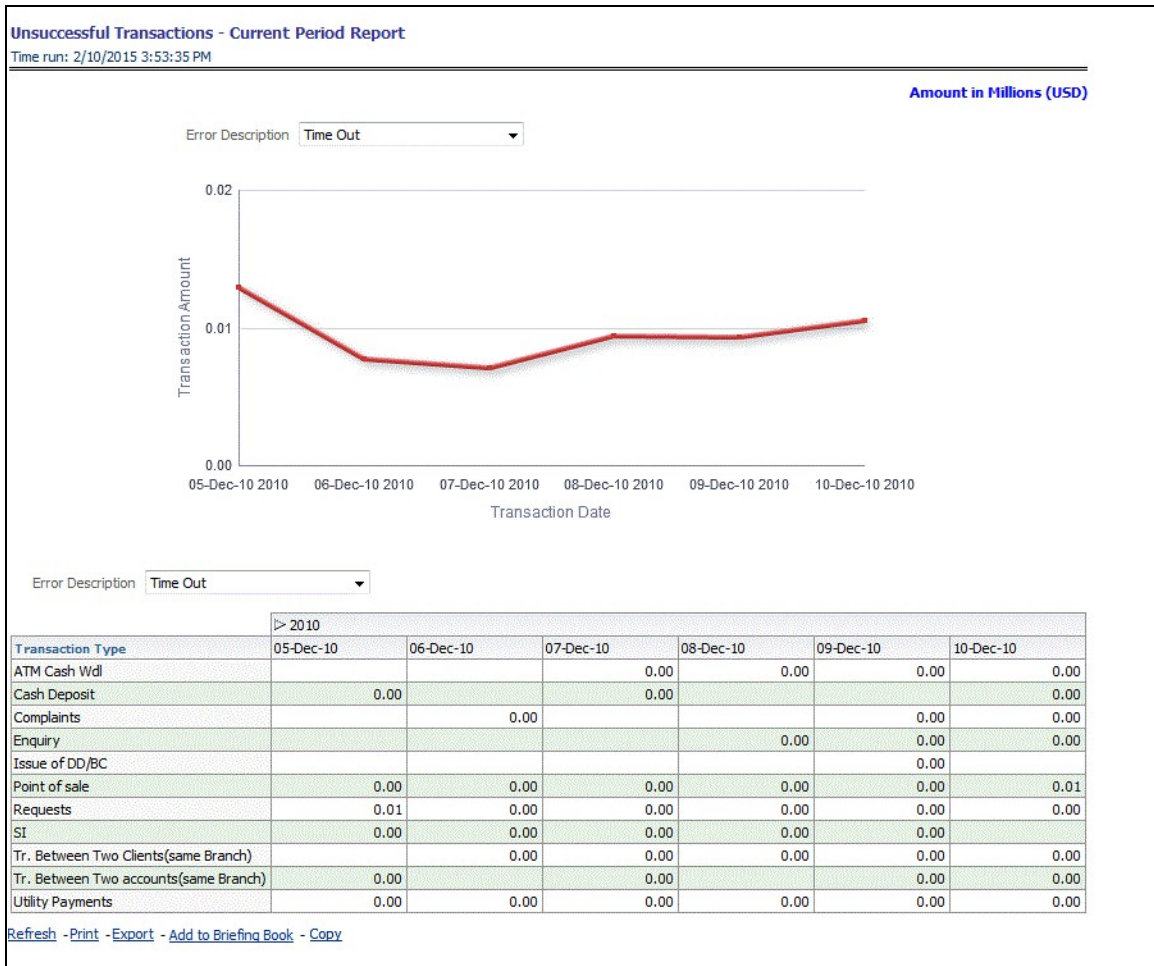 Unsuccessful Transactions - Current Period Report
Time run: 2/10/2015 3:53:35 PM
Amount in Millions (USD)
Error Description Time Out
0.02
0.01
0.00
Transaction Amount
05-Dec-10 2010 06-Dec-10 2010 07-Dec-10 2010 08-Dec-10 2010 09-Dec-10 2010 10-Dec-10 2010
Transaction Date
Error Description Time Out
2010
Transaction Type 05-Dec-10 06-Dec-10 07-Dec-10 08-Dec-10 09-Dec-10 10-Dec-10
ATM Cash Wdl 0.00 0.00 0.00 0.00
Cash Deposit 0.00 0.00 0.00
Complaints 0.00 0.00 0.00
Enquiry 0.00 0.00 0.00
Issue of DD/BC 0.00
Point of sale 0.00 0.00 0.00 0.00 0.00 0.01
Requests 0.01 0.00 0.00 0.00 0.00 0.00
SI 0.00 0.00 0.00 0.00 0.00
Tr. Between Two Clients(same Branch) 0.00 0.00 0.00 0.00 0.00
Tr. Between Two accounts(same Branch) 0.00 0.00 0.00 0.00
Utility Payments 0.00 0.00 0.00 0.00 0.00 0.00
Refresh - Print - Export - Add to Briefing Book - Copy